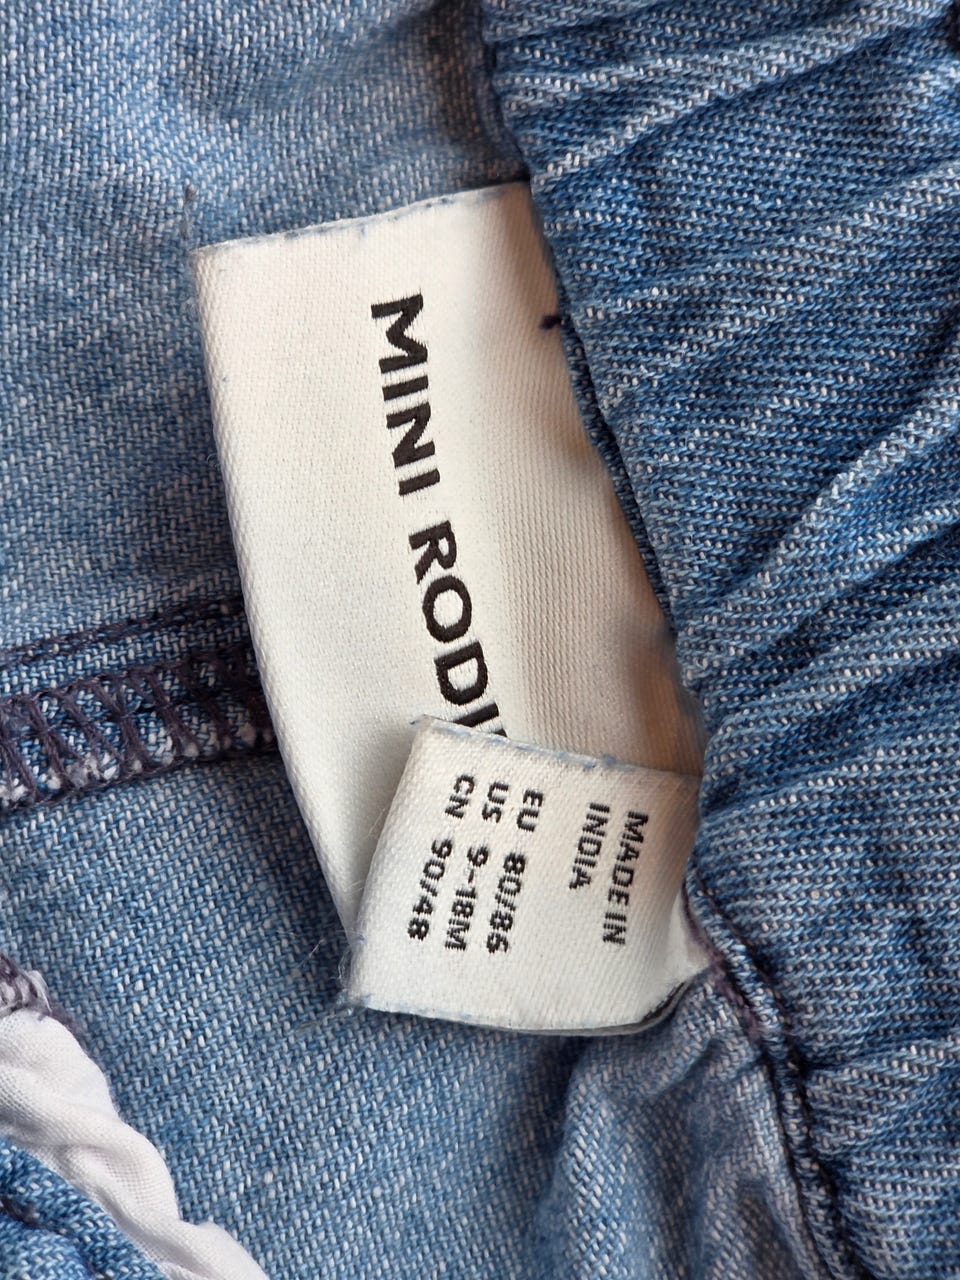 MINI RODI
MADE IN
INDIA
EU 80/86
US 9-18M
CN 90/48